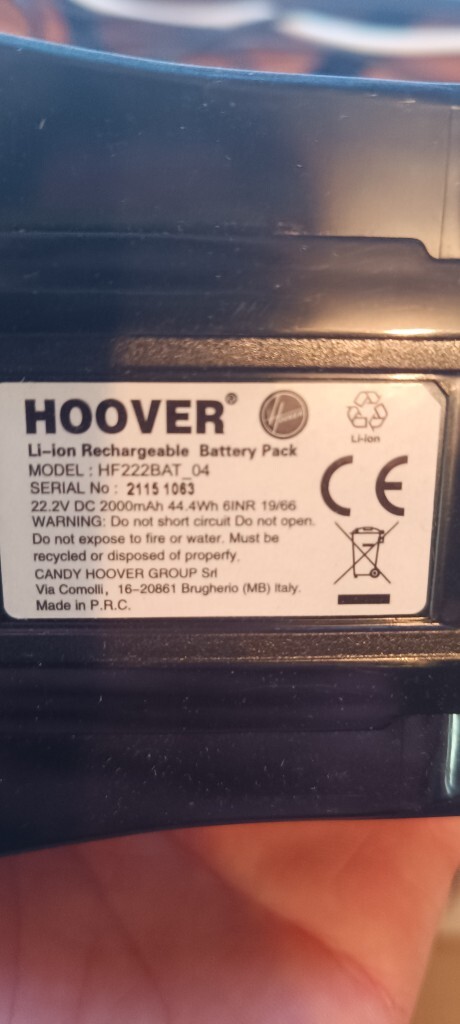 HOOVER®
Hoover
Li-ion
Li-ion Rechargeable Battery Pack
MODEL : HF222BAT_04
SERIAL No : 2115 1063
22.2V DC 2000mAh 44.4Wh 6INR 19/66
WARNING: Do not short circuit Do not open.
Do not expose to fire or water. Must be
recycled or disposed of properly.
CANDY HOOVER GROUP Srl
Via Comolli, 16-20861 Brugherio (MB) Italy.
Made in P.R.C.
CE